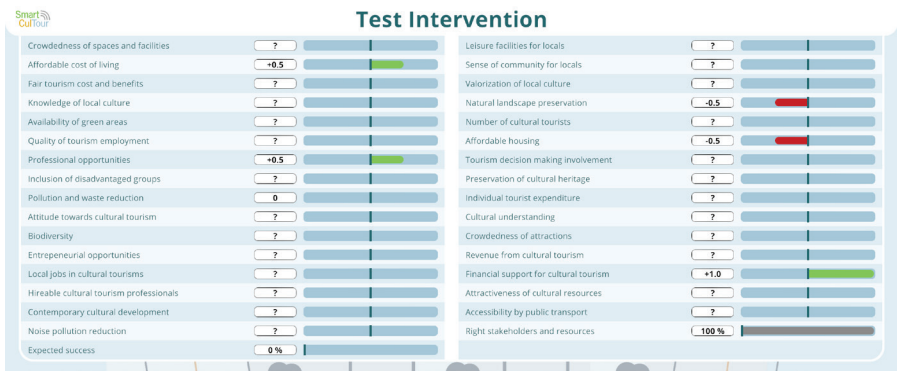 Smart
CulTour
Test Intervention
Crowdedness of spaces and facilities ?
Affordable cost of living +0.5
Fair tourism cost and benefits ?
Knowledge of local culture ?
Availability of green areas ?
Quality of tourism employment ?
Professional opportunities +0.5
Inclusion of disadvantaged groups ?
Pollution and waste reduction 0
Attitude towards cultural tourism ?
Biodiversity ?
Entrepeneurial opportunities ?
Local jobs in cultural tourisms ?
Hireable cultural tourism professionals ?
Contemporary cultural development ?
Noise pollution reduction ?
Expected success 0 %
Leisure facilities for locals ?
Sense of community for locals ?
Valorization of local culture ?
Natural landscape preservation -0.5
Number of cultural tourists ?
Affordable housing -0.5
Tourism decision making involvement ?
Preservation of cultural heritage ?
Individual tourist expenditure ?
Cultural understanding ?
Crowdedness of attractions ?
Revenue from cultural tourism ?
Financial support for cultural tourism +1.0
Attractiveness of cultural resources ?
Accessibility by public transport ?
Right stakeholders and resources 100 %